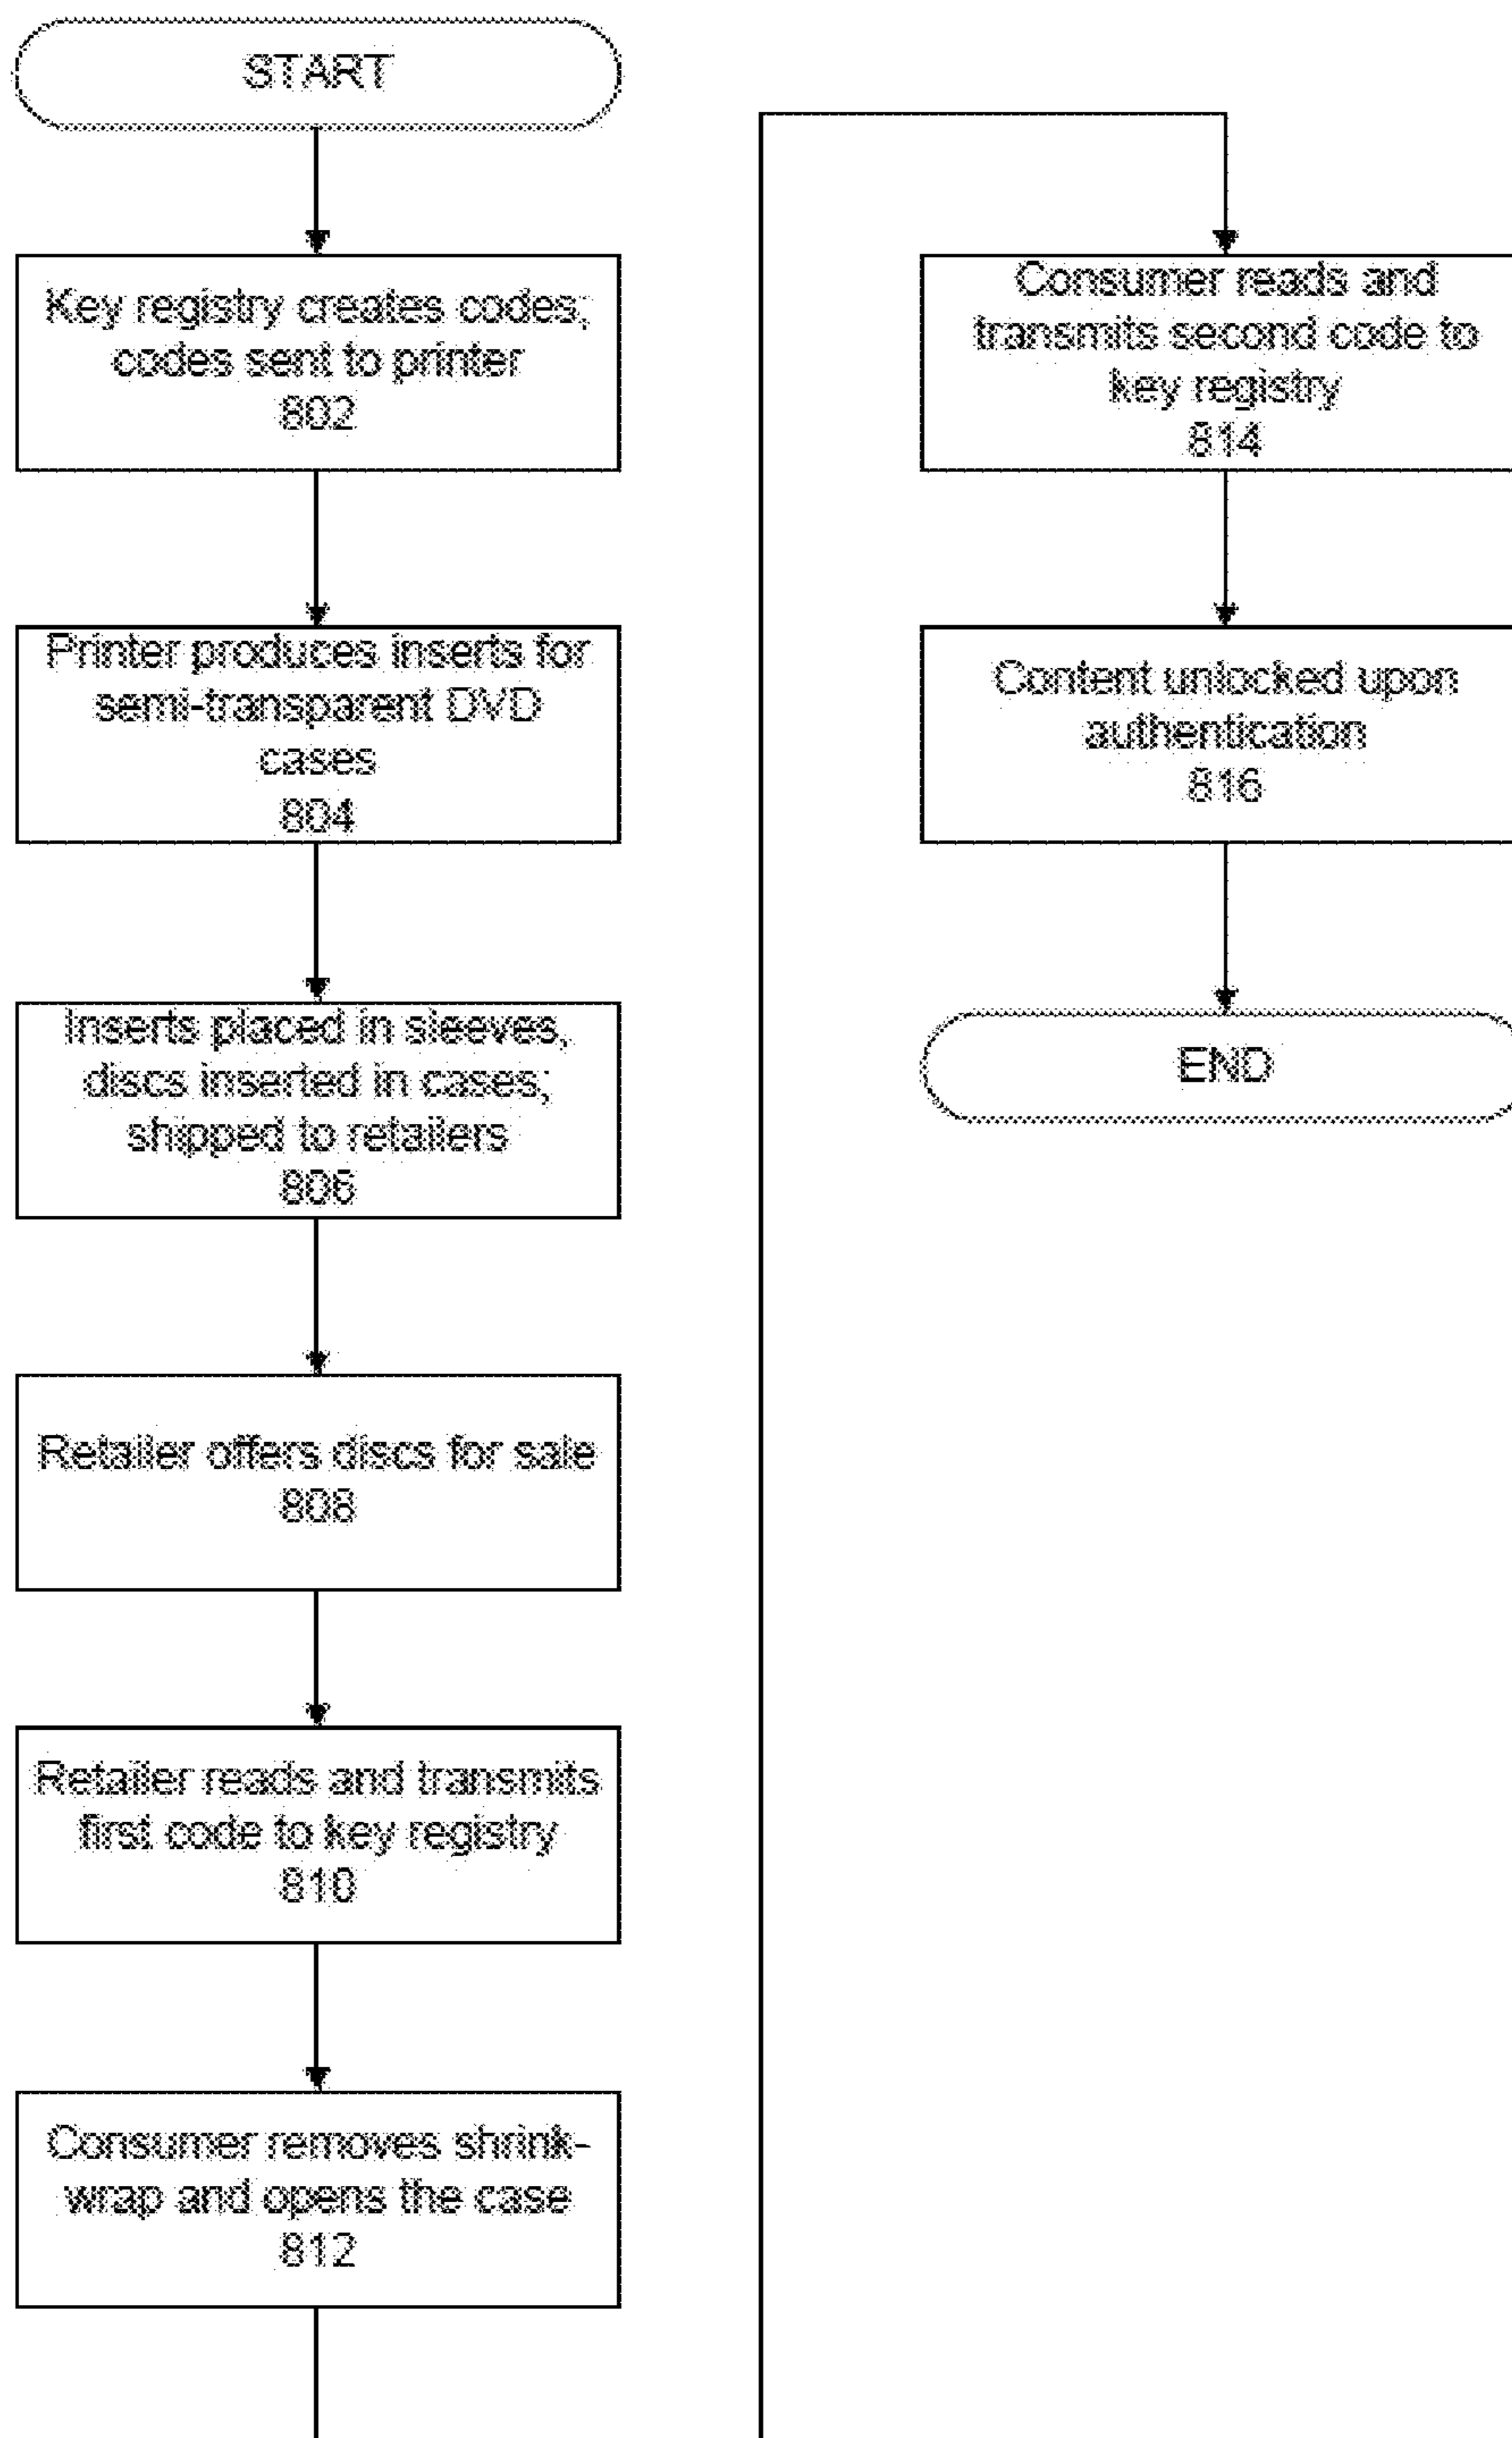 START
Key registry creates codes;
codes sent to printer
802
Printer produces inserts for
semi-transparent DVD
cases
804
Inserts placed in sleeves,
discs inserted in cases;
shipped to retailers
806
Retailer offers discs for sale
808
Retailer reads and transmits
first code to key registry
810
Consumer removes shrink-
wrap and opens the case
812
Consumer reads and
transmits second code to
key registry
814
Content unlocked upon
authentication
816
END